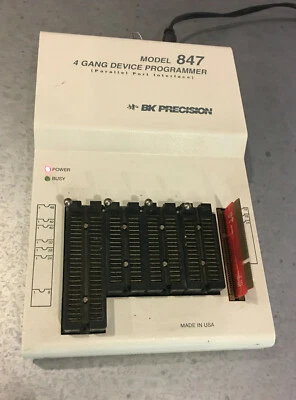 MODEL 847
4 GANG DEVICE PROGRAMMER
(Parallel Port Interface)
BK PRECISION
POWER
BUSY
MADE IN USA